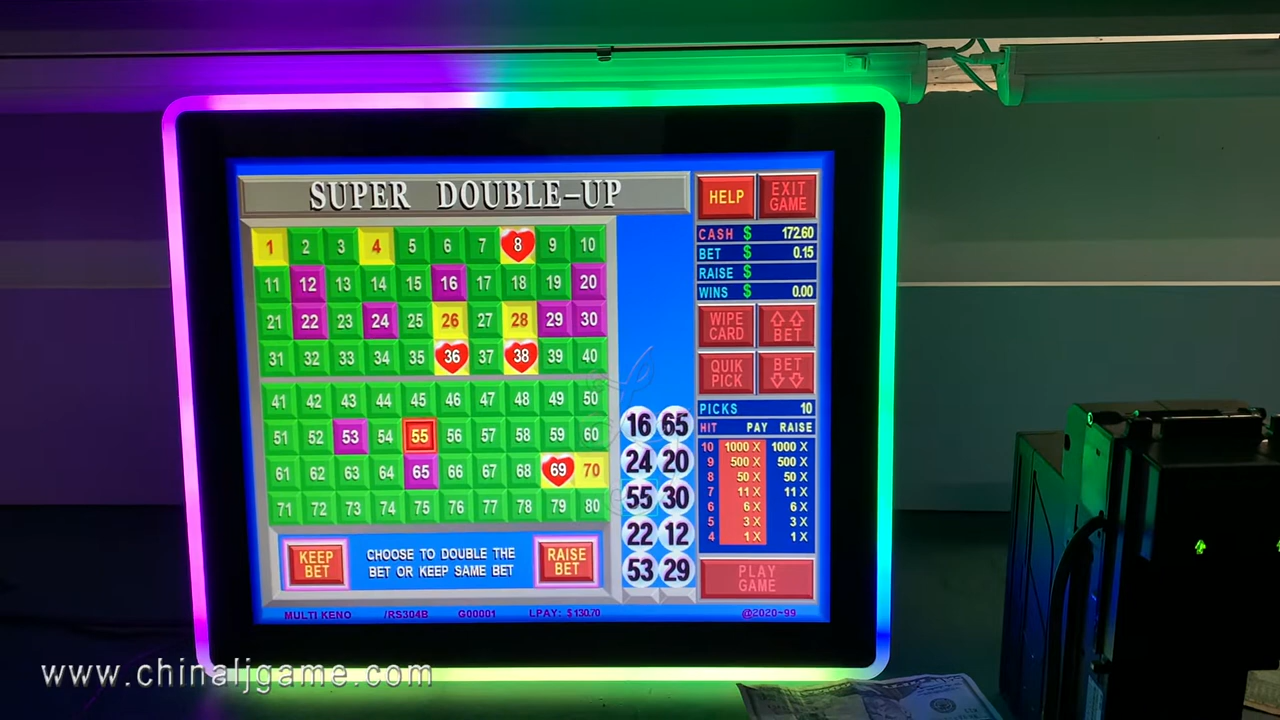 SUPER DOUBLE-UP
1 2 3 4 5 6 7 8 9 10
11 12 13 14 15 16 17 18 19 20
21 22 23 24 25 26 27 28 29 30
31 32 33 34 35 36 37 38 39 40
41 42 43 44 45 46 47 48 49 50
51 52 53 54 55 56 57 58 59 60
61 62 63 64 65 66 67 68 69 70
71 72 73 74 75 76 77 78 79 80
16 65
24 20
55 30
22 12
53 29
HELP
EXIT
GAME
CASH $ 172.60
BET $ 0.15
RAISE $
WINS $ 0.00
WIPE
CARD
BET
QUIK
PICK
BET
PICKS 10
HIT PAY RAISE
10 1000 X 1000 X
9 500 X 500 X
8 50 X 50 X
7 11 X 11 X
6 6 X 6 X
5 3 X 3 X
4 1 X 1 X
PLAY
GAME
KEEP
BET
CHOOSE TO DOUBLE THE
BET OR KEEP SAME BET
RAISE
BET
MULTI KENO /RS304B G00001 LPAY: $130.70 @2020-99
www.chinaljgame.com